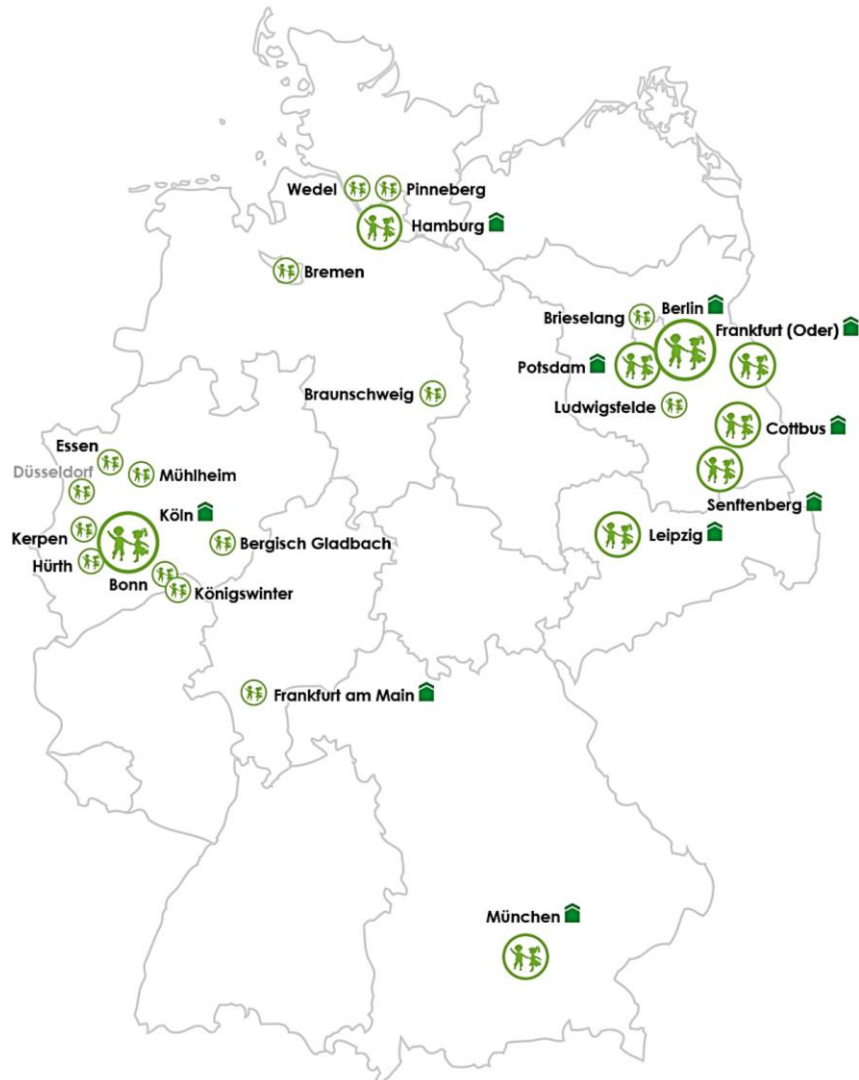 Wedel
Pinneberg
Hamburg
Bremen
Brieselang
Berlin
Frankfurt (Oder)
Potsdam
Braunschweig
Ludwigsfelde
Cottbus
Essen
Düsseldorf
Mühlheim
Senftenberg
Köln
Kerpen
Bergisch Gladbach
Leipzig
Hürth
Bonn
Königswinter
Frankfurt am Main
München